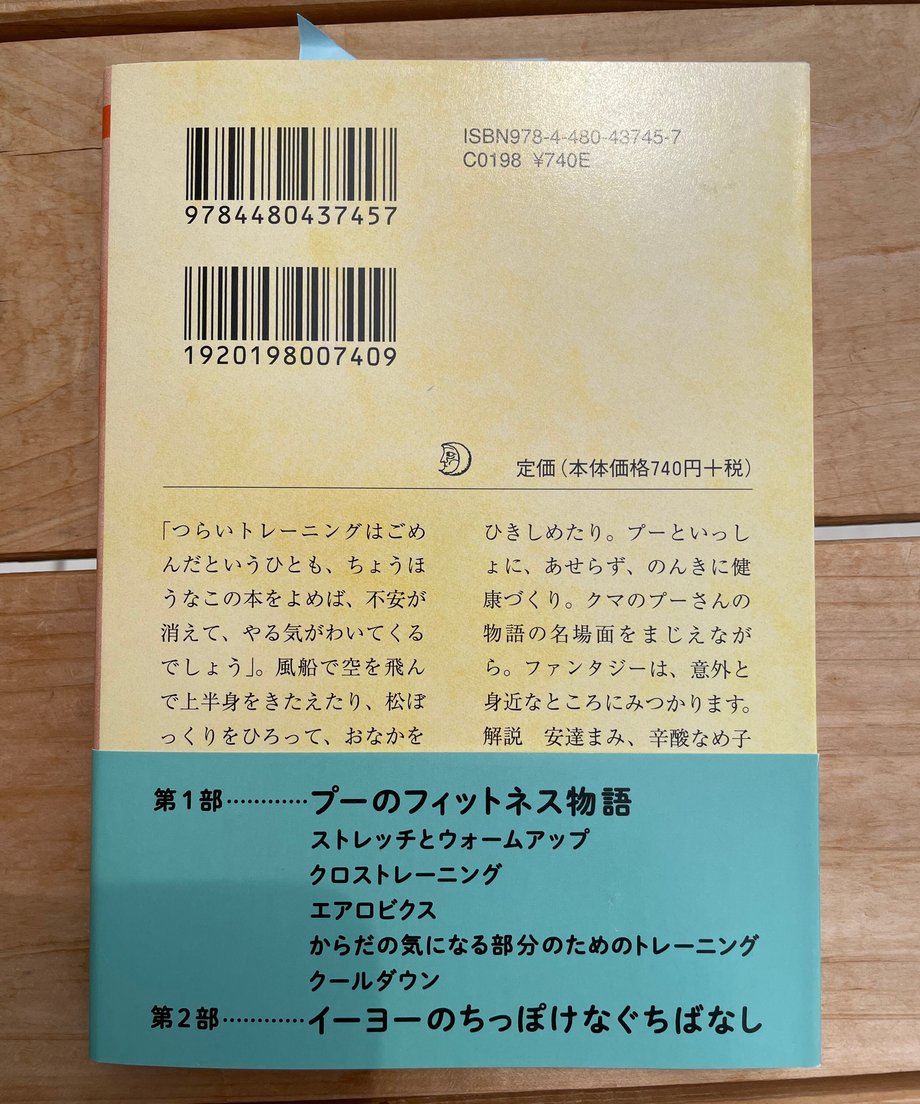 ISBN978-4-480-43745-7
C0198 ¥740E
9784480437457
1920198007409
定価(本体価格740円+税)
「つらいトレーニングはごめ
んだというひとも、ちょうほ
うなこの本をよめば、不安が
消えて、やる気がわいてくる
でしょう」。風船で空を飛ん
で上半身をきたえたり、松ぼ
っくりをひろって、おなかを
ひきしめたり。プーといっし
ょに、あせらず、のんきに健
康づくり。クマのプーさんの
物語の名場面をまじえなが
ら。ファンタジーは、意外と
身近なところにみつかります。
解説 安達まみ、辛酸なめ子
第1部…………プーのフィットネス物語
ストレッチとウォームアップ
クロストレーニング
エアロビクス
からだの気になる部分のためのトレーニング
クールダウン
第2部…………イーヨーのちっぽけなぐちばなし